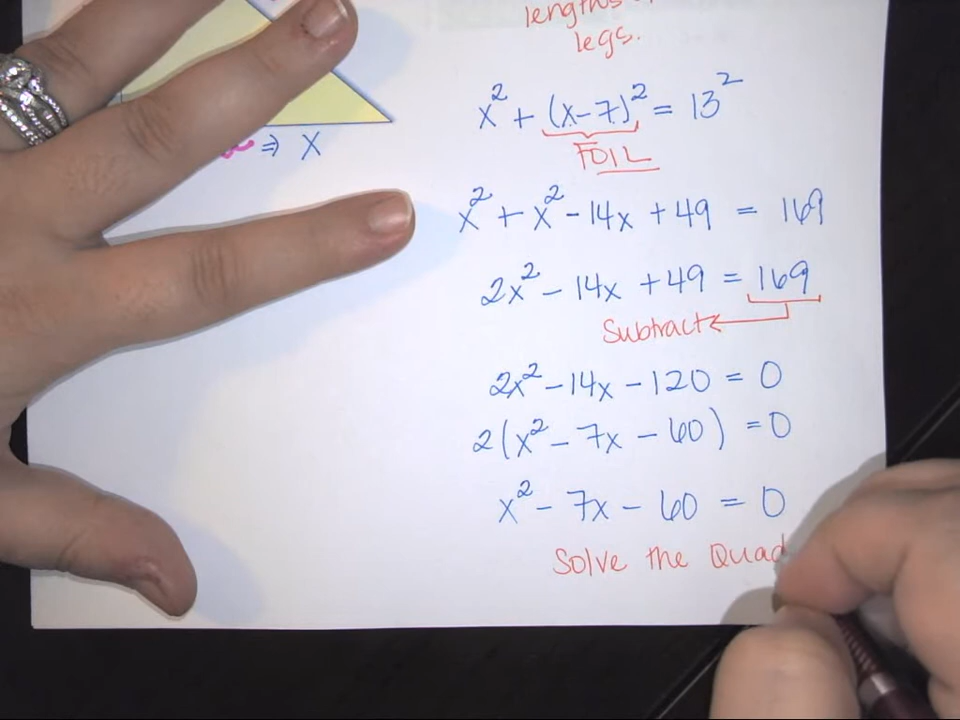 lengths
legs.
⇒ X
x² + (x-7)² = 13²
FOIL
x² + x² - 14x + 49 = 169
2x² - 14x + 49 = 169
Subtract
2x² - 14x - 120 = 0
2(x² - 7x - 60) = 0
x² - 7x - 60 = 0
Solve the Quad